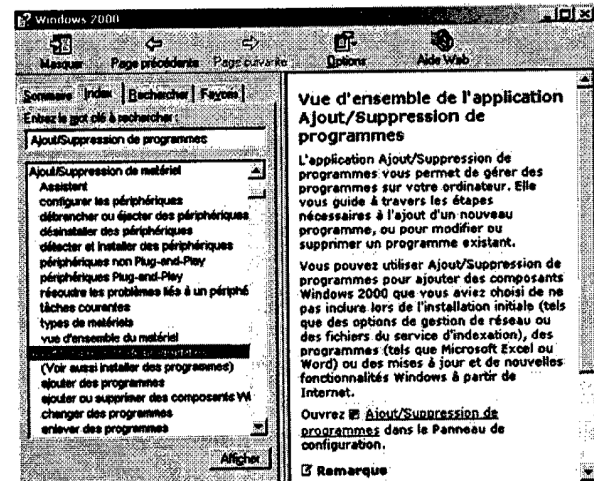 Windows 2000
Masquer Page précédente Page suivante Options Aide Web
Sommaire Index Rechercher Favoris
Entrez le mot clé à rechercher :
Ajout/Suppression de programmes
Ajout/Suppression de matériel
Assistant
configurer les périphériques
débrancher ou éjecter des périphériques
désinstaller des périphériques
détecter et installer des périphériques
périphériques non Plug-and-Play
périphériques Plug-and-Play
résoudre les problèmes liés à un périphé
tâches courantes
types de matériels
vue d'ensemble du matériel
(Voir aussi installer des programmes)
ajouter des programmes
ajouter ou supprimer des composants Wi
changer des programmes
enlever des programmes
Afficher
Vue d'ensemble de l'application
Ajout/Suppression de
programmes
L'application Ajout/Suppression de
programmes vous permet de gérer des
programmes sur votre ordinateur. Elle
vous guide à travers les étapes
nécessaires à l'ajout d'un nouveau
programme, ou pour modifier ou
supprimer un programme existant.
Vous pouvez utiliser Ajout/Suppression de
programmes pour ajouter des composants
Windows 2000 que vous aviez choisi de ne
pas inclure lors de l'installation initiale (tels
que des options de gestion de réseau ou
des fichiers du service d'indexation), des
programmes (tels que Microsoft Excel ou
Word) ou des mises à jour et de nouvelles
fonctionnalités Windows à partir de
Internet.
Ouvrez Ajout/Suppression de
programmes dans le Panneau de
configuration.
Remarque